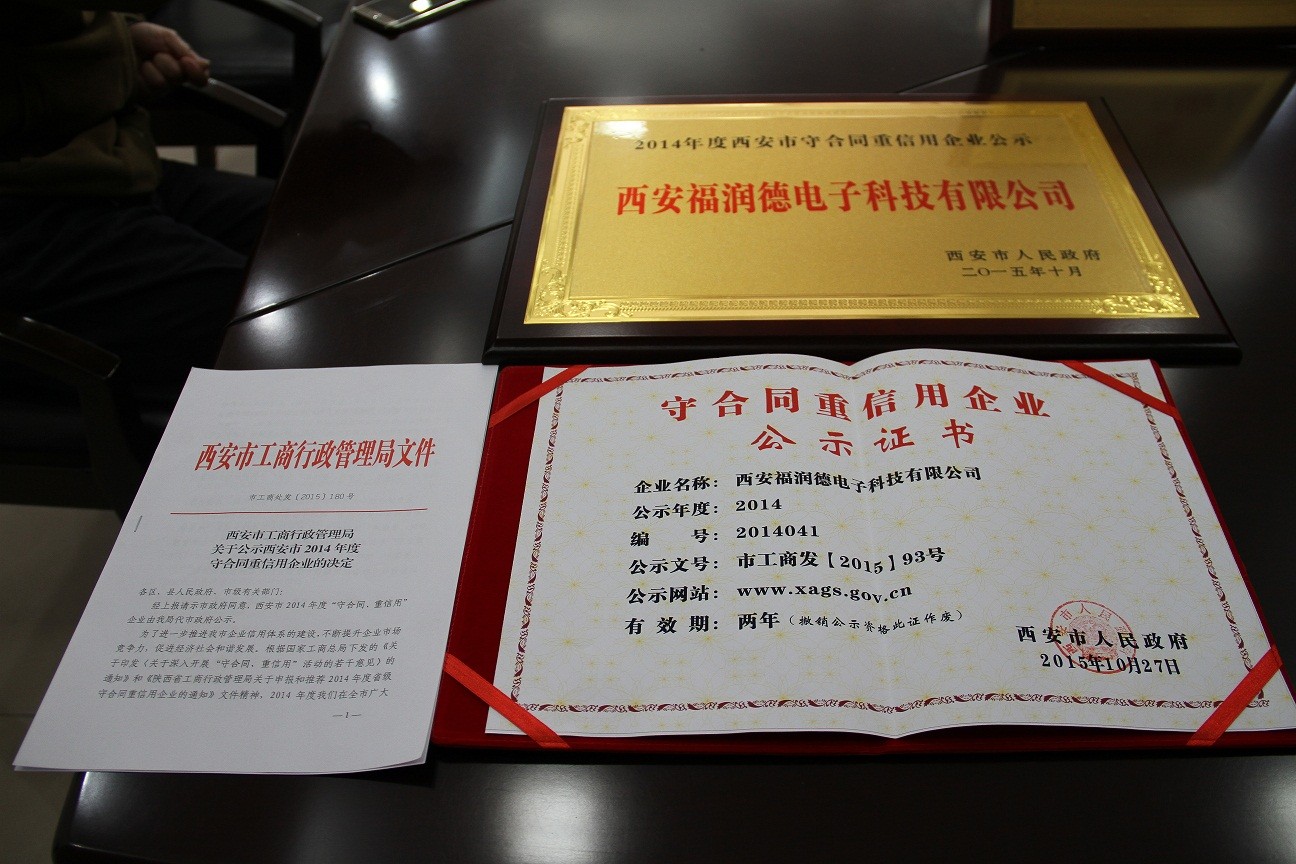 2014年度西安市守合同重信用企业公示
西安福润德电子科技有限公司
西安市人民政府
二〇一五年十月
西安市工商行政管理局文件
市工商处发〔2015〕180号
西安市工商行政管理局
关于公示西安市 2014 年度
守合同重信用企业的决定
各区、县人民政府、市级有关部门:
经上报请示市政府同意,西安市 2014 年度“守合同、重信用”
企业由我局代市政府公示。
为了进一步推进我市企业信用体系的建设,不断提升企业市场
竞争力,促进经济社会和谐发展。根据国家工商总局下发的《关
于印发〈关于深入开展“守合同、重信用”活动的若干意见〉的
通知》和《陕西省工商行政管理局关于申报和推荐 2014 年度省级
守合同重信用企业的通知》文件精神,2014 年度我们在全市广大
—1—
守合同重信用企业
公示证书
企业名称: 西安福润德电子科技有限公司
公示年度: 2014
编 号: 2014041
公示文号: 市工商发【2015】93号
公示网站: www.xags.gov.cn
有 效 期: 两年(撤销公示资格此证作废)
西安市人民政府
2015年10月27日